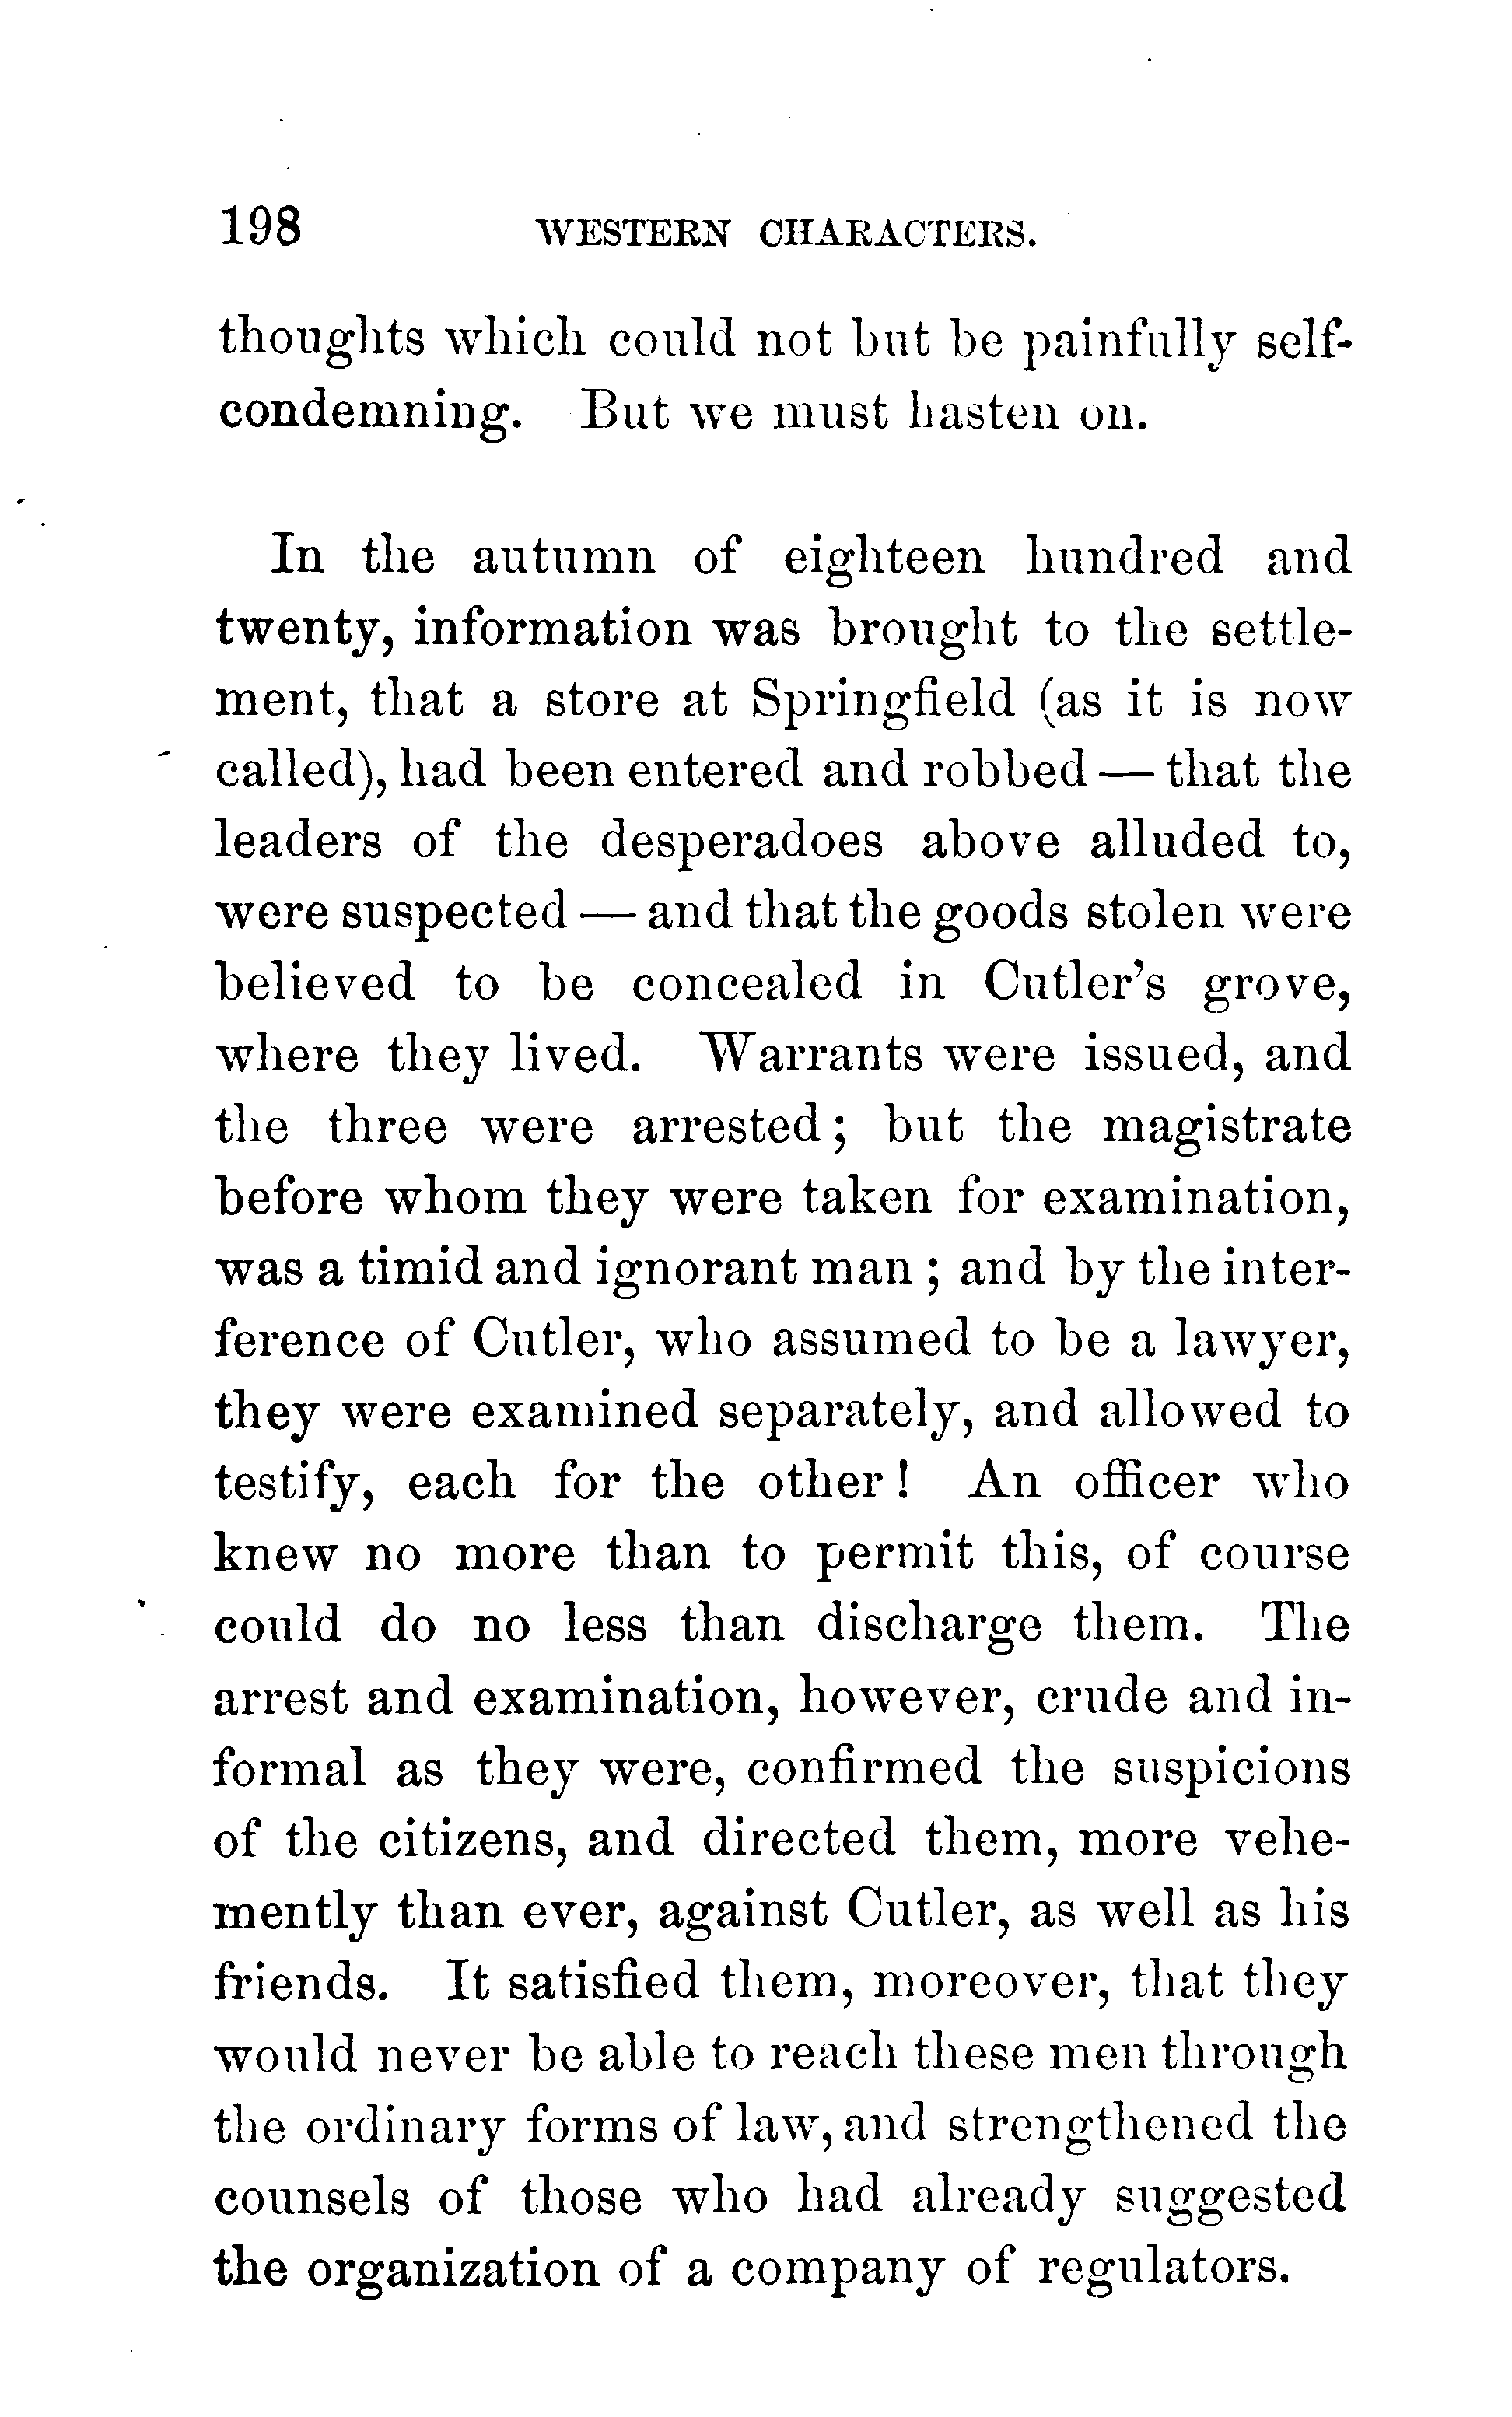 198 WESTERN CHARACTERS.
thoughts which could not but be painfully self-
condemning. But we must hasten on.
In the autumn of eighteen hundred and
twenty, information was brought to the settle-
ment, that a store at Springfield (as it is now
called), had been entered and robbed — that the
leaders of the desperadoes above alluded to,
were suspected — and that the goods stolen were
believed to be concealed in Cutler's grove,
where they lived. Warrants were issued, and
the three were arrested; but the magistrate
before whom they were taken for examination,
was a timid and ignorant man; and by the inter-
ference of Cutler, who assumed to be a lawyer,
they were examined separately, and allowed to
testify, each for the other! An officer who
knew no more than to permit this, of course
could do no less than discharge them. The
arrest and examination, however, crude and in-
formal as they were, confirmed the suspicions
of the citizens, and directed them, more vehe-
mently than ever, against Cutler, as well as his
friends. It satisfied them, moreover, that they
would never be able to reach these men through
the ordinary forms of law, and strengthened the
counsels of those who had already suggested
the organization of a company of regulators.